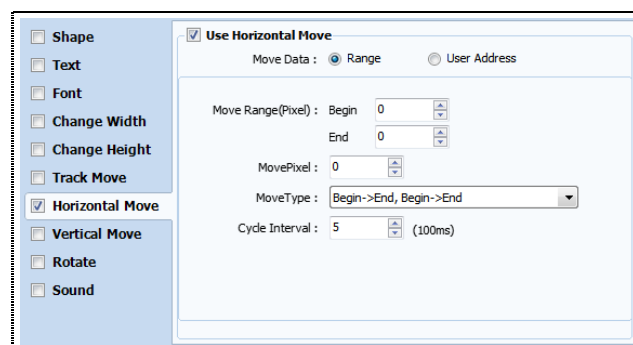 Shape
Text
Font
Change Width
Change Height
Track Move
Horizontal Move
Vertical Move
Rotate
Sound
Use Horizontal Move
Move Data : Range User Address
Move Range(Pixel) : Begin 0
End 0
MovePixel : 0
MoveType : Begin->End, Begin->End
Cycle Interval : 5 (100ms)